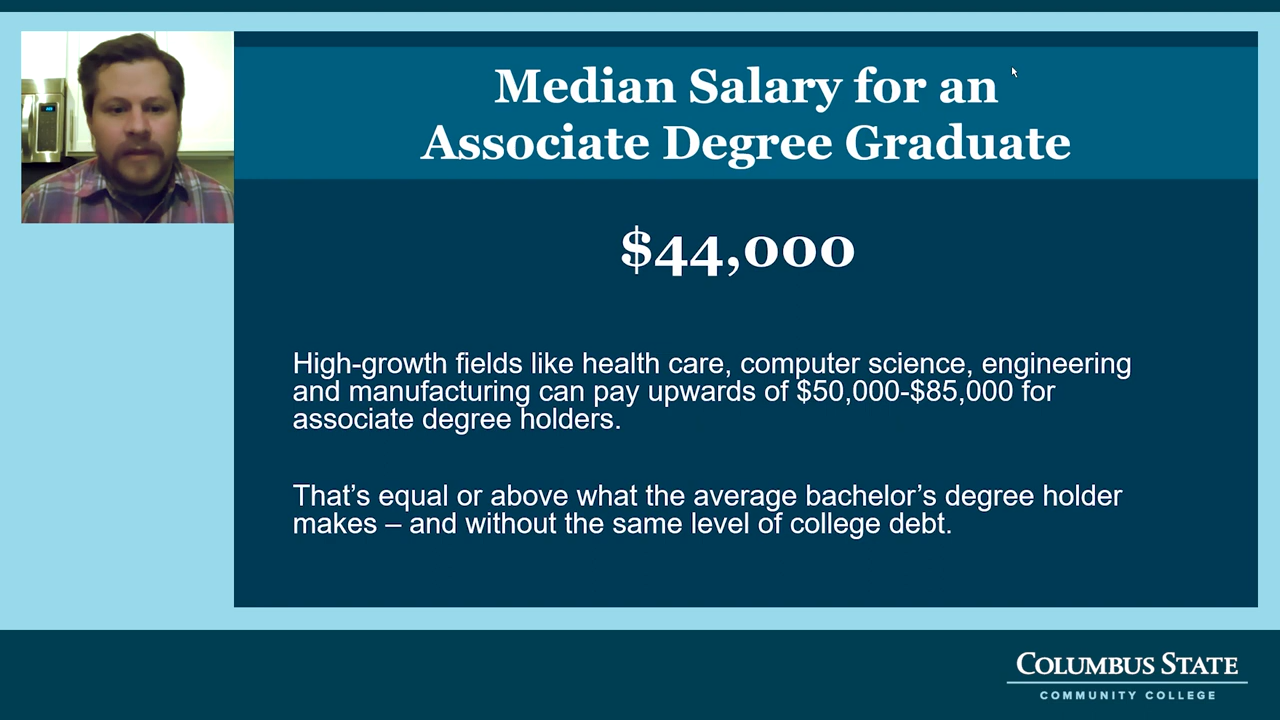 Median Salary for an
Associate Degree Graduate
$44,000
High-growth fields like health care, computer science, engineering
and manufacturing can pay upwards of $50,000-$85,000 for
associate degree holders.
That’s equal or above what the average bachelor’s degree holder
makes – and without the same level of college debt.
COLUMBUS STATE
COMMUNITY COLLEGE